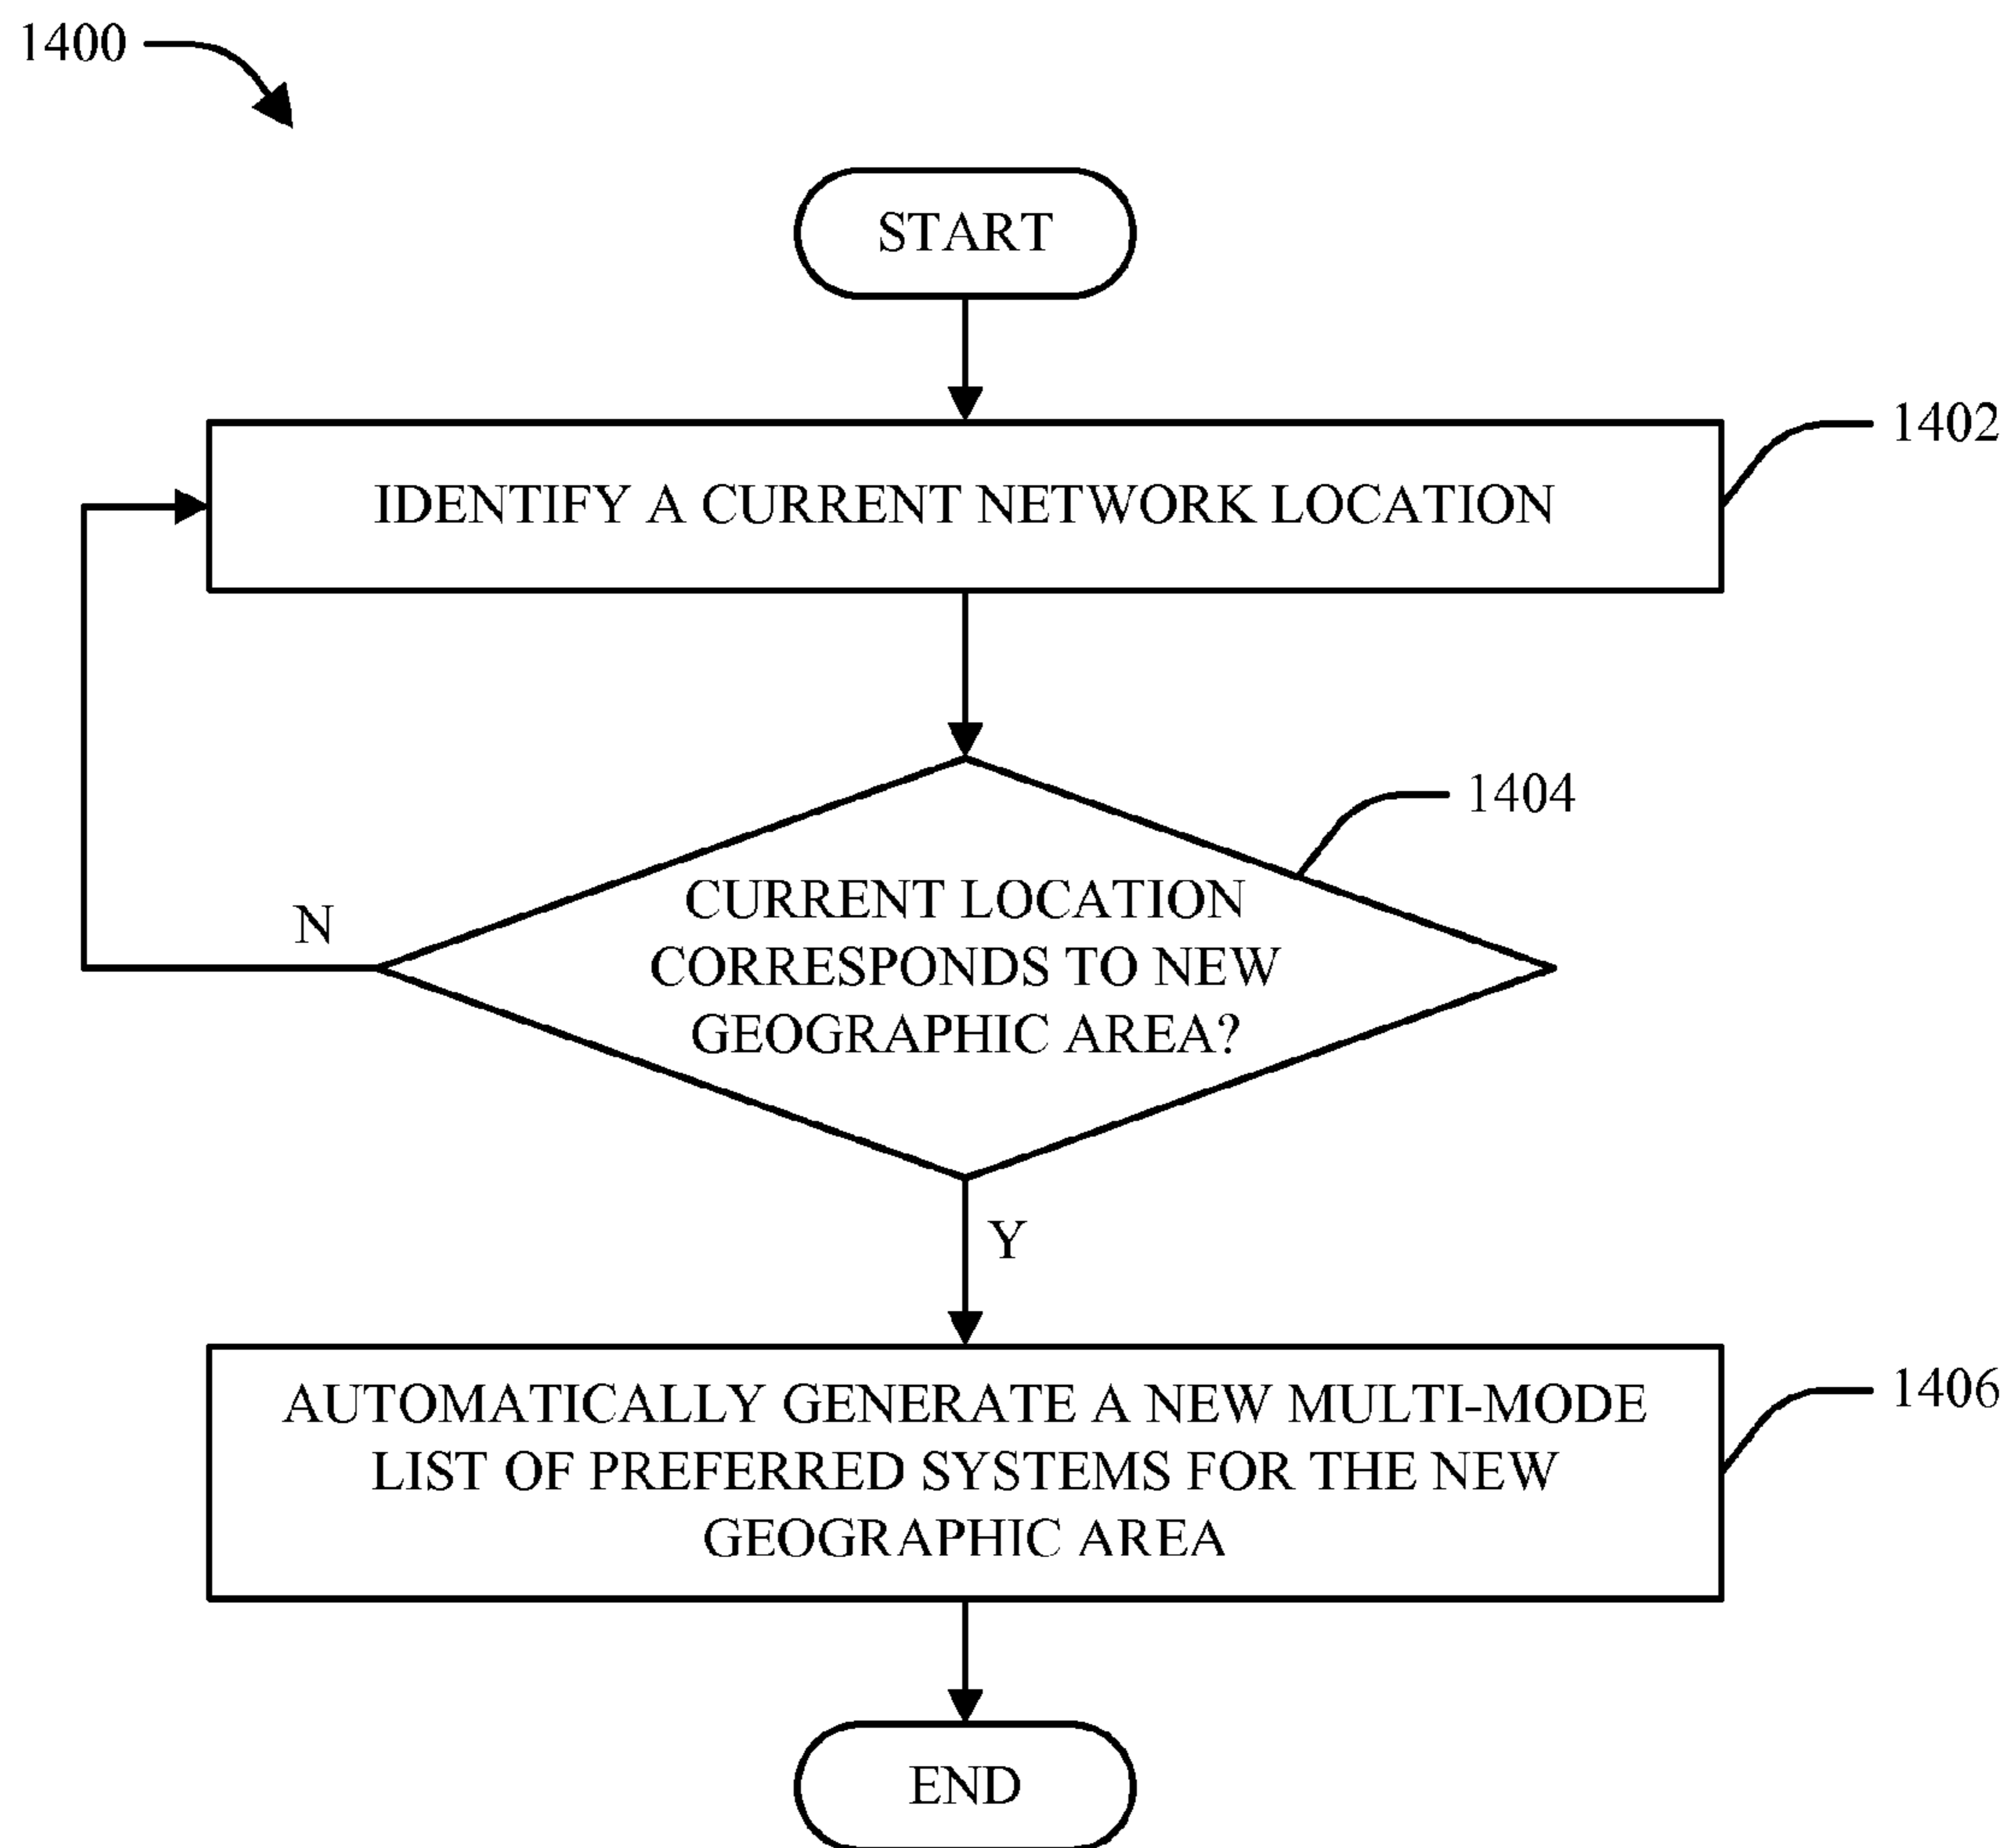 1400
START
IDENTIFY A CURRENT NETWORK LOCATION
1402
1404
CURRENT LOCATION
CORRESPONDS TO NEW
GEOGRAPHIC AREA?
N
Y
AUTOMATICALLY GENERATE A NEW MULTI-MODE
LIST OF PREFERRED SYSTEMS FOR THE NEW
GEOGRAPHIC AREA
1406
END